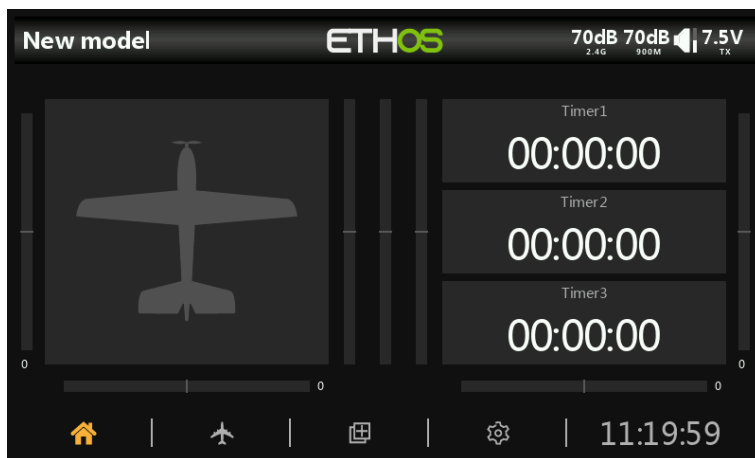 New model ETHOS 70dB 70dB 7.5V
2.4G 900M TX
Timer1
00:00:00
Timer2
00:00:00
Timer3
00:00:00
0 0
0 0
11:19:59